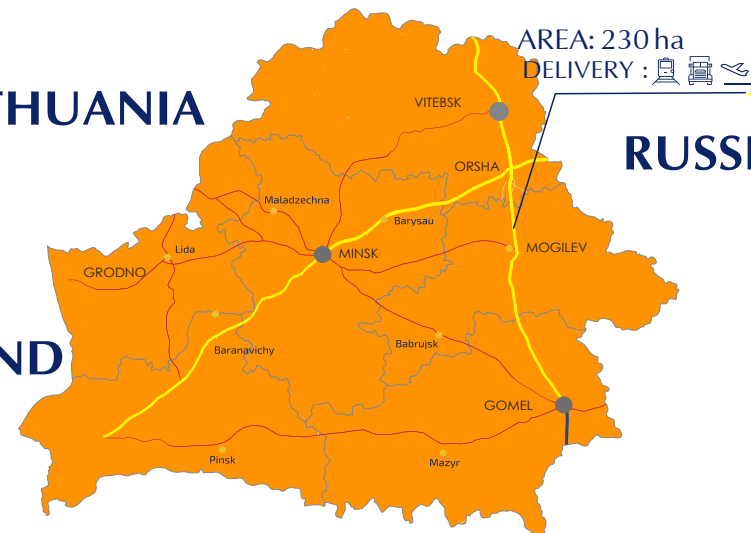 AREA: 230 ha
DELIVERY :
THUANIA
VITEBSK
RUSSI
ORSHA
Maladzechna
Barysau
Lida
MINSK
MOGILEV
GRODNO
Babrujsk
Baranavichy
ND
GOMEL
Pinsk
Mazyr